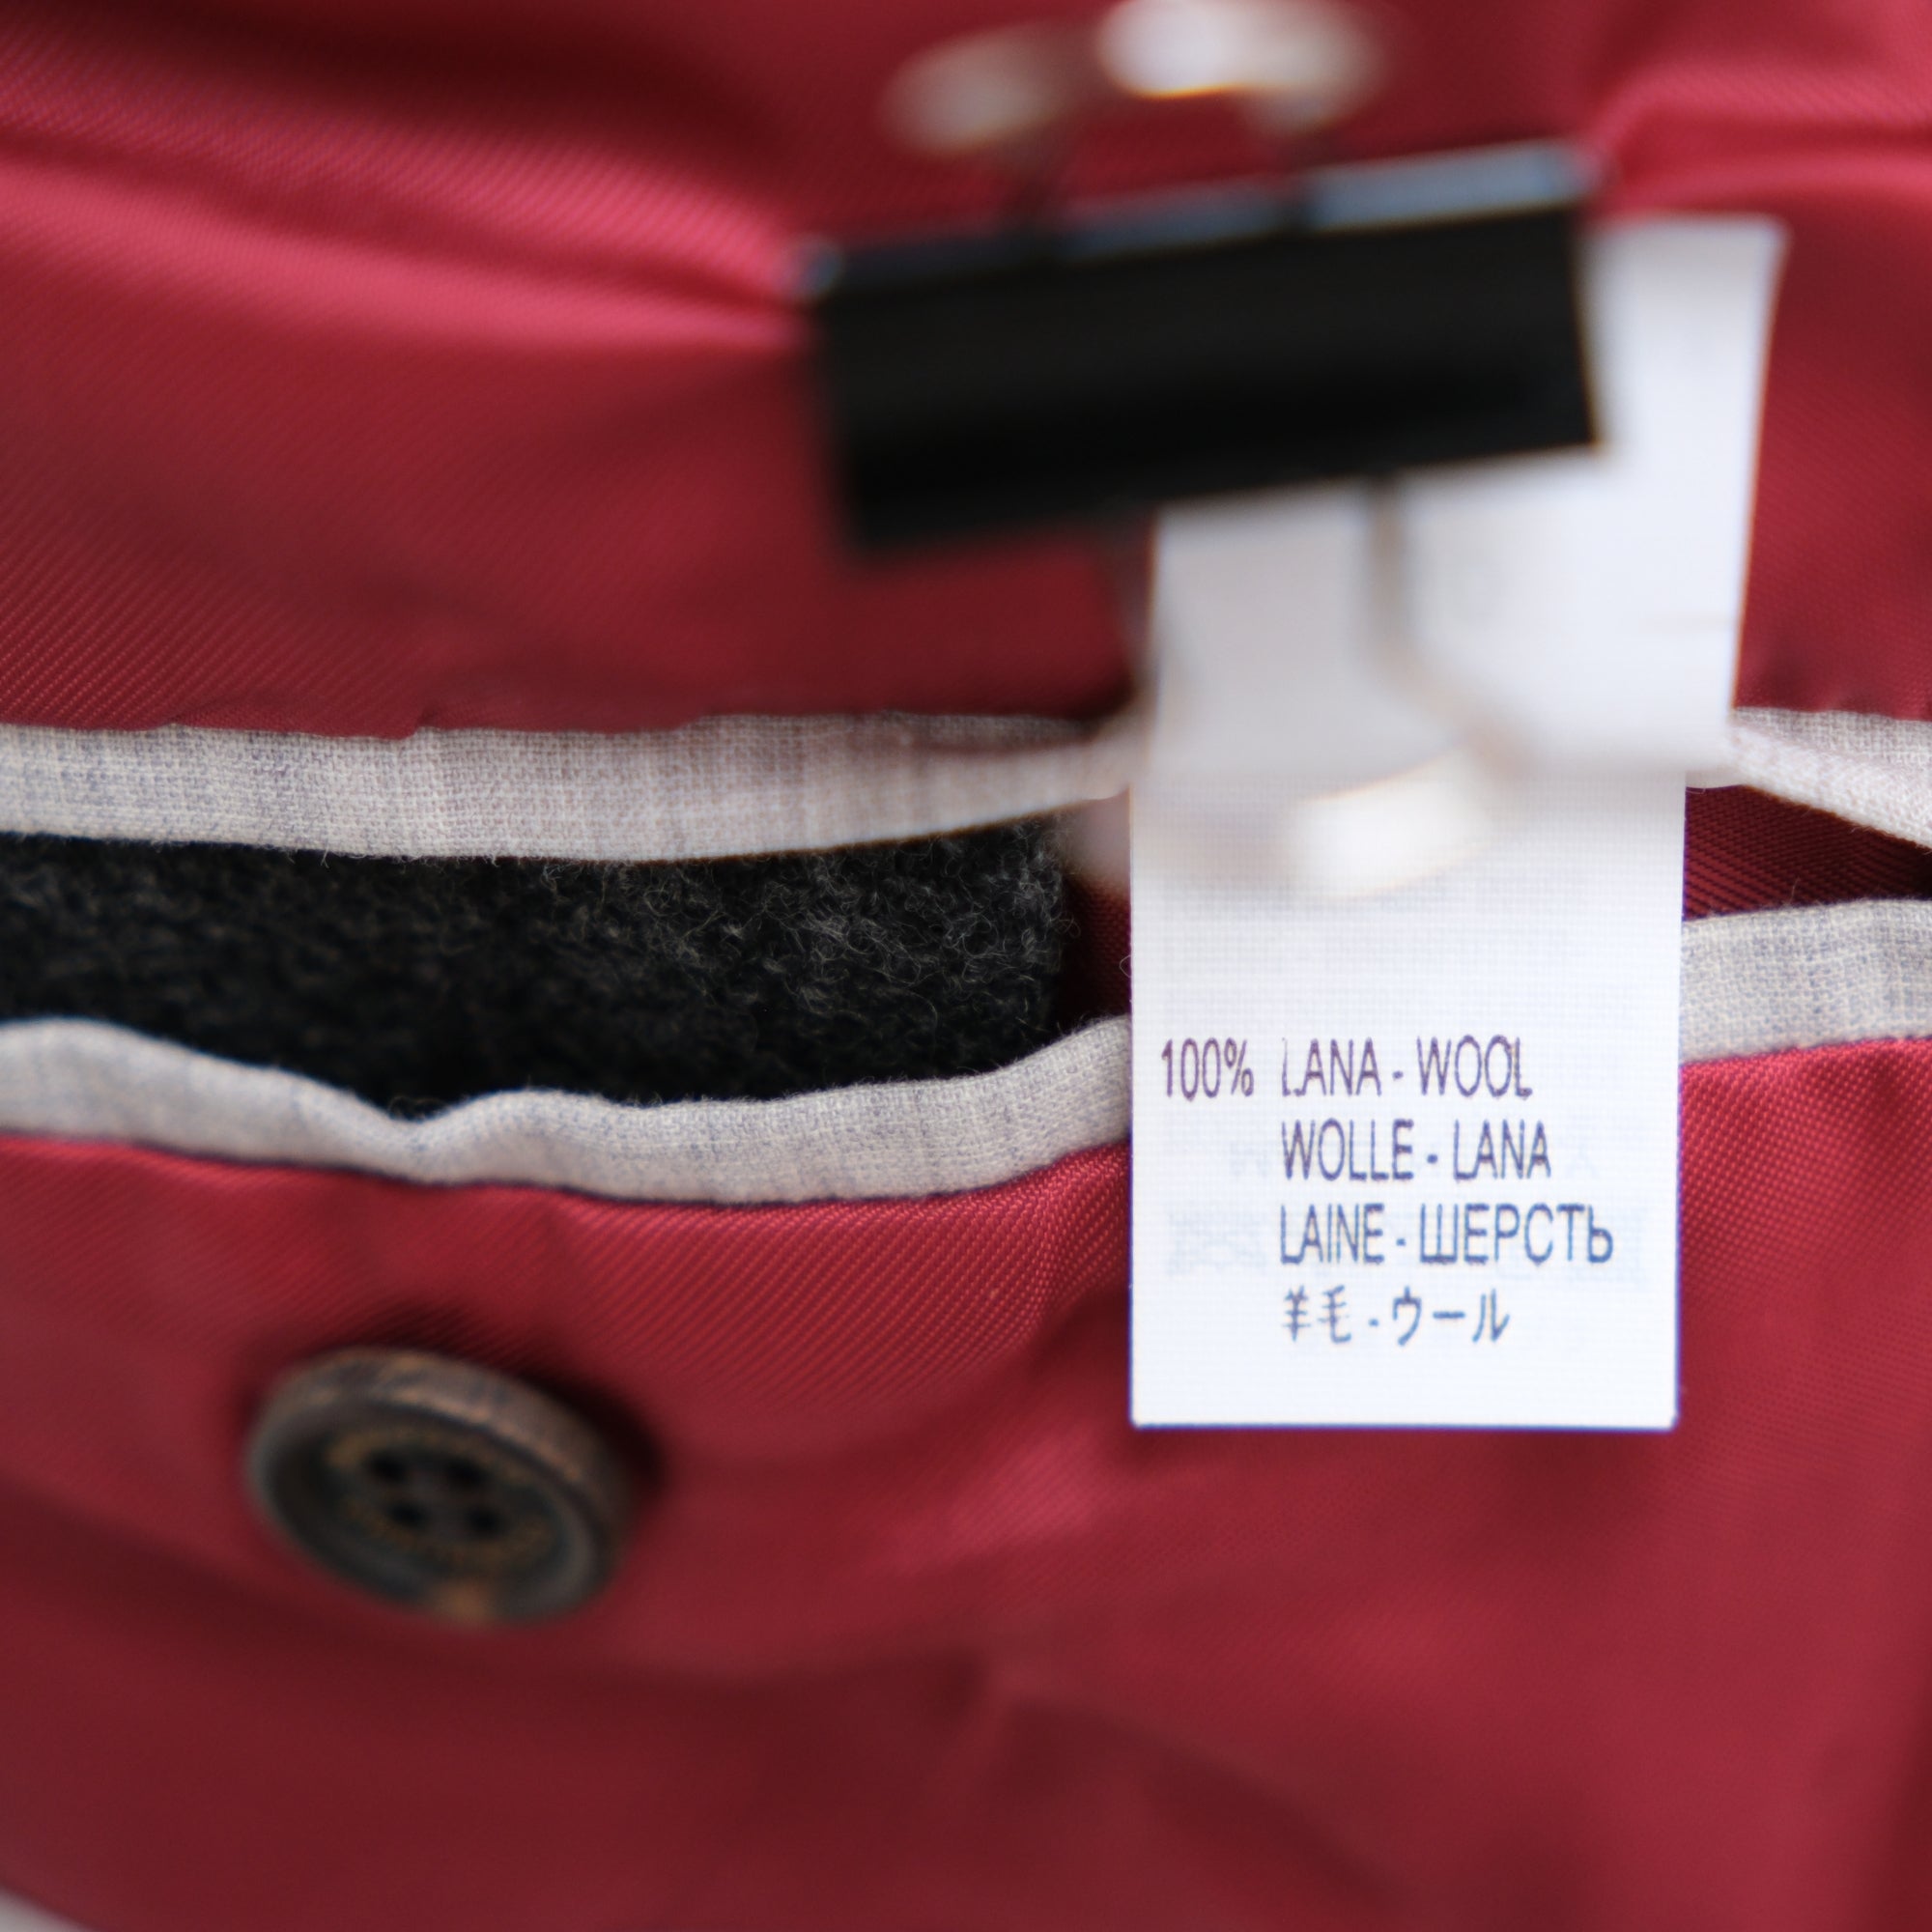 100% LANA - WOOL
WOLLE - LANA
LAINE - ШЕРСТЬ
羊毛 - ウール